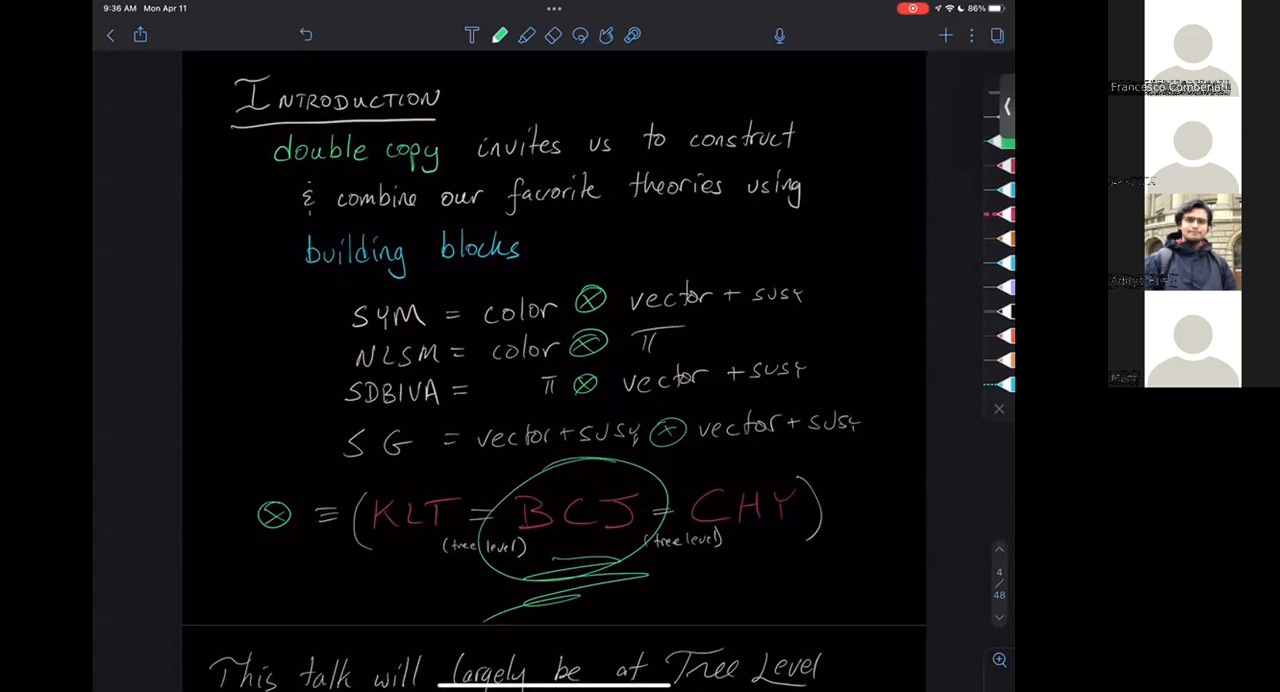 9:36 AM Mon Apr 11
86%
INTRODUCTION
double copy invites us to construct
& combine our favorite theories using
building blocks
SYM = color ⊗ vector + SUSY
NLSM = color ⊗ π
SDBIVA = π ⊗ vector + SUSY
SG = vector + SUSY ⊗ vector + SUSY
⊗ ≡ (KLT = BCJ = CHY)
(tree level) (tree level)
This talk will largely be at Tree Level
4
/
48
Francesco Comberiati